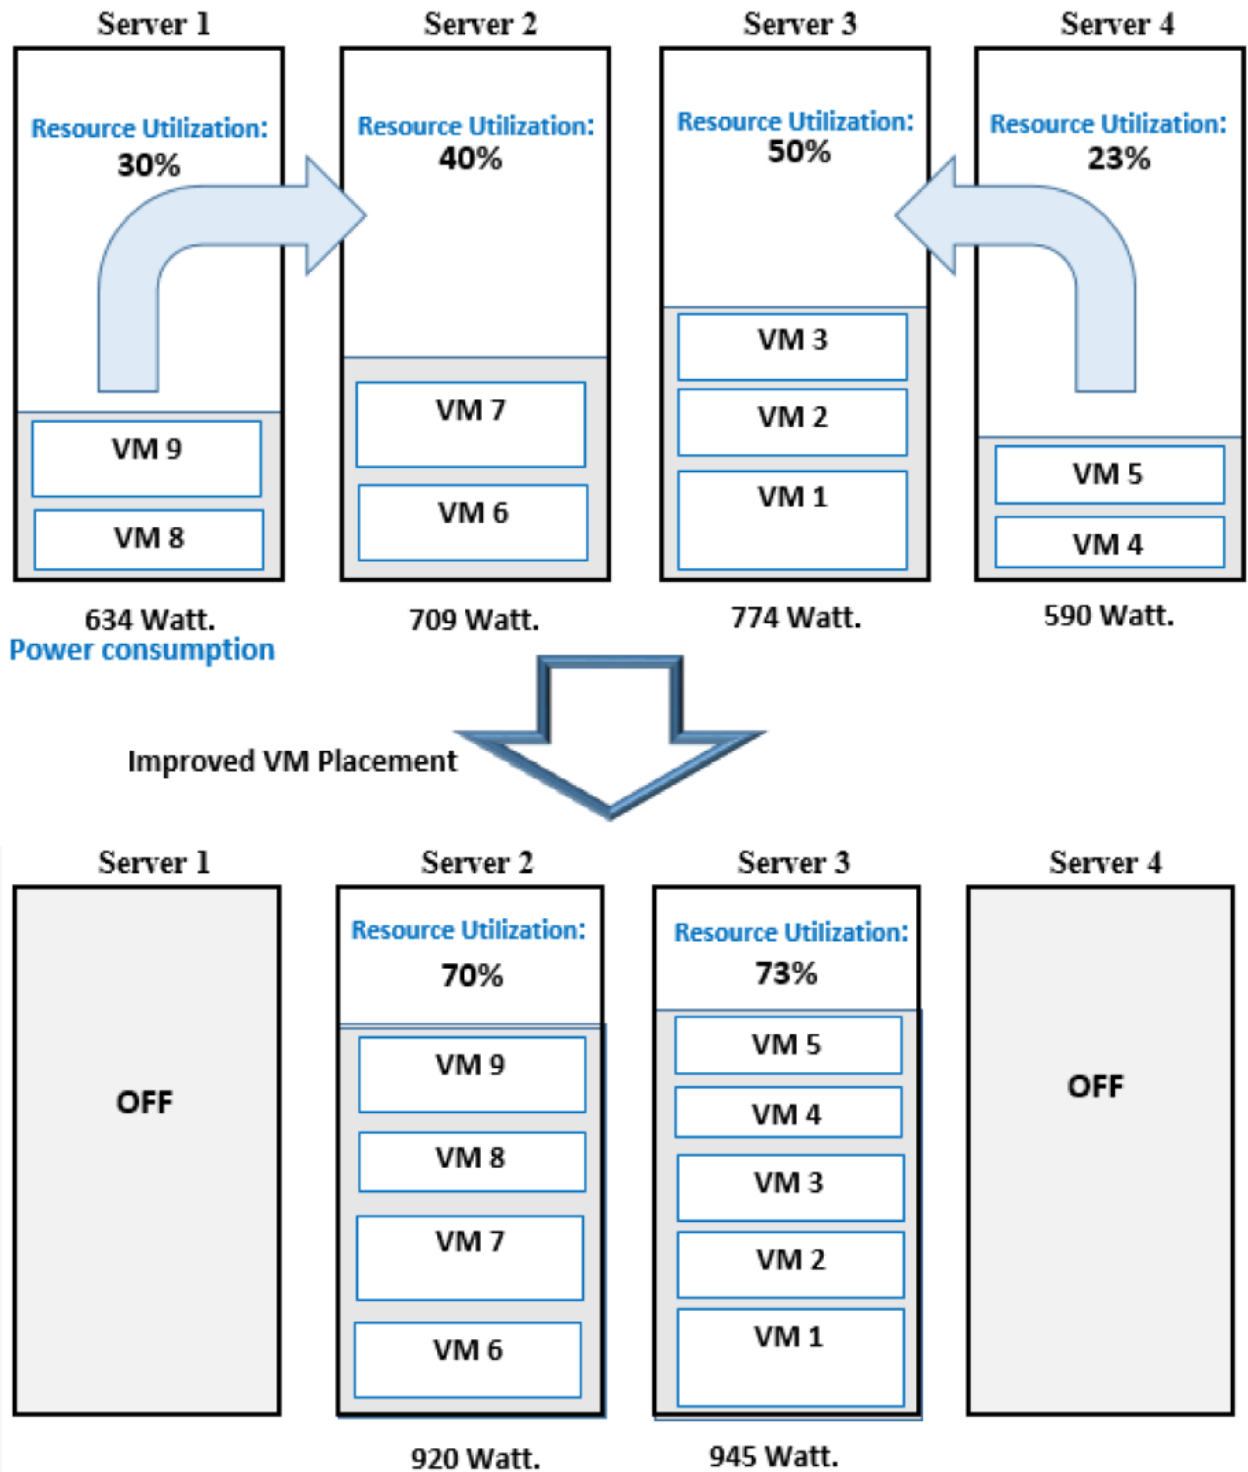 Server 1
Server 2
Server 3
Server 4
Resource Utilization:
30%
Resource Utilization:
40%
Resource Utilization:
50%
Resource Utilization:
23%
VM 9
VM 8
VM 7
VM 6
VM 3
VM 2
VM 1
VM 5
VM 4
634 Watt.
709 Watt.
774 Watt.
590 Watt.
Power consumption
Improved VM Placement
Server 1
Server 2
Server 3
Server 4
OFF
Resource Utilization:
70%
VM 9
VM 8
VM 7
VM 6
Resource Utilization:
73%
VM 5
VM 4
VM 3
VM 2
VM 1
OFF
920 Watt.
945 Watt.